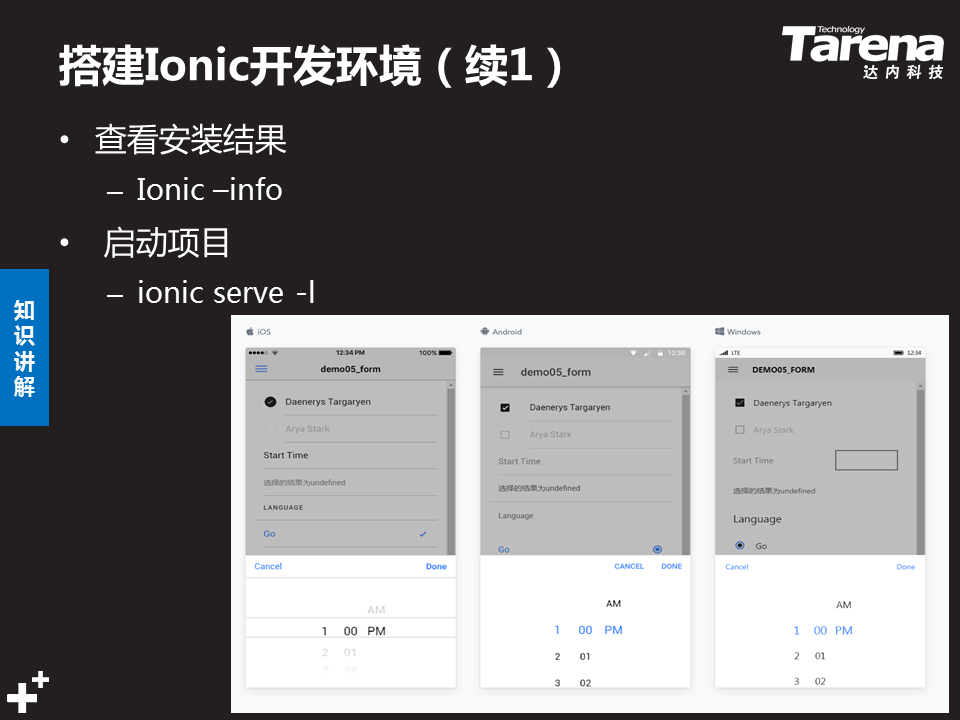 搭建Ionic开发环境（续1）
Technology
Tarena
达内科技
• 查看安装结果
– Ionic –info
• 启动项目
– ionic serve -l
知识讲解
iOS
12:34 PM
100%
demo05_form
Daenerys Targaryen
Arya Stark
Start Time
选择的结果为undefined
LANGUAGE
Go
Cancel
Done
AM
1 00 PM
2 01
3 02
Android
12:30
demo05_form
Daenerys Targaryen
Arya Stark
Start Time
选择的结果为undefined
Language
Go
CANCEL
DONE
AM
1 00 PM
2 01
3 02
Windows
LTE
12:34
DEMO05_FORM
Daenerys Targaryen
Arya Stark
Start Time
选择的结果为undefined
Language
Go
Cancel
Done
AM
1 00 PM
2 01
3 02